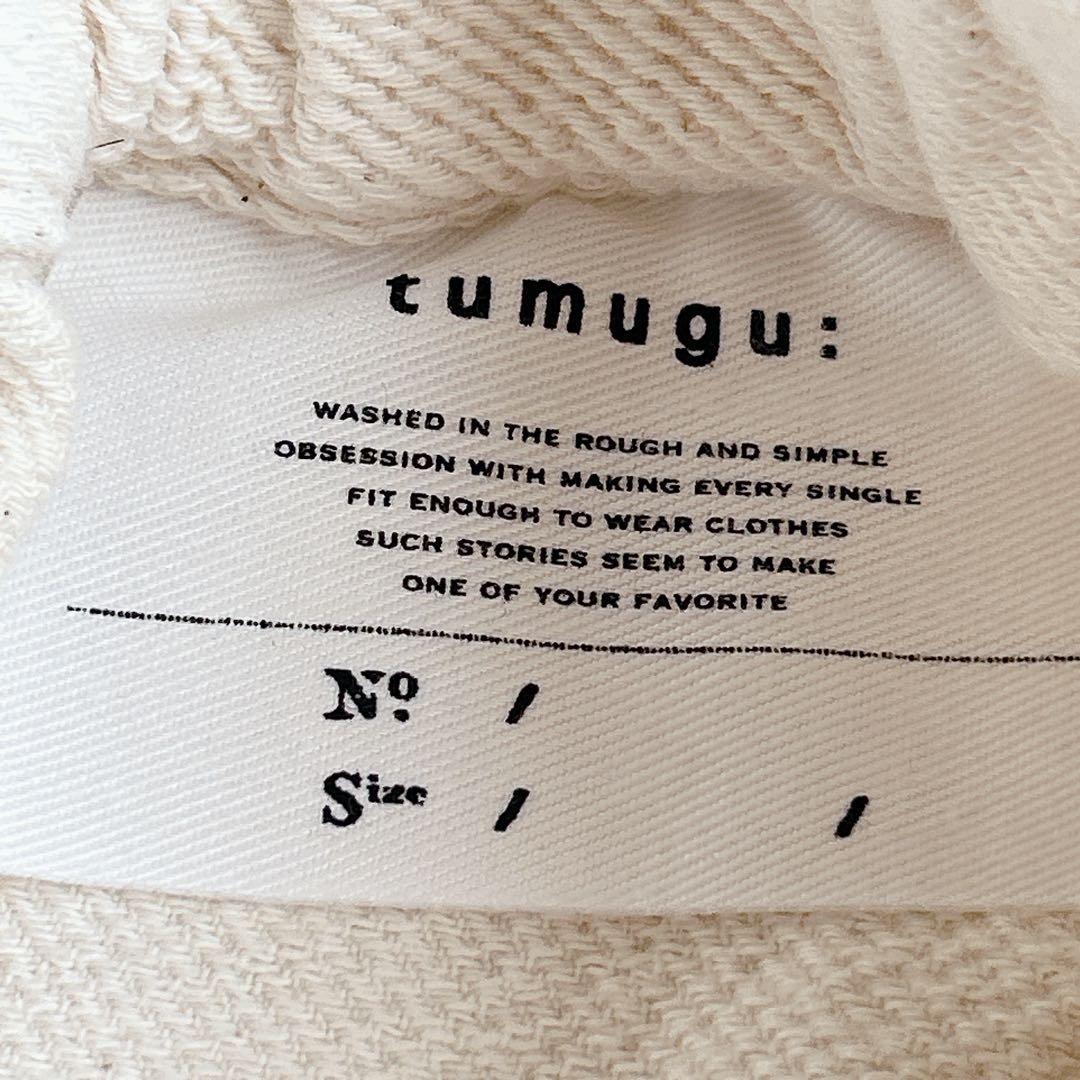 tumugu:
WASHED IN THE ROUGH AND SIMPLE
OBSESSION WITH MAKING EVERY SINGLE
FIT ENOUGH TO WEAR CLOTHES
SUCH STORIES SEEM TO MAKE
ONE OF YOUR FAVORITE
Nº /
Size / /